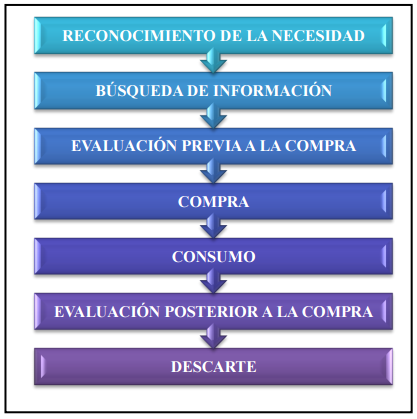 RECONOCIMIENTO DE LA NECESIDAD
BÚSQUEDA DE INFORMACIÓN
EVALUACIÓN PREVIA A LA COMPRA
COMPRA
CONSUMO
EVALUACIÓN POSTERIOR A LA COMPRA
DESCARTE